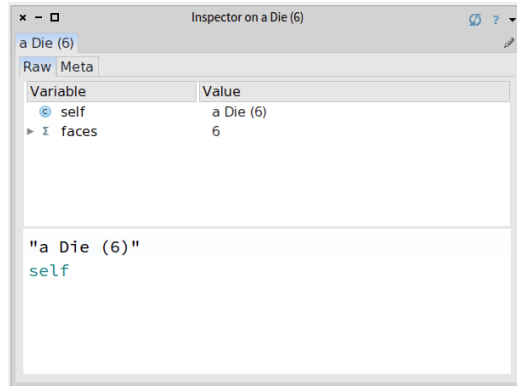 Inspector on a Die (6)
?
a Die (6)
Raw Meta
Variable Value
self a Die (6)
Σ faces 6
"a Die (6)"
self